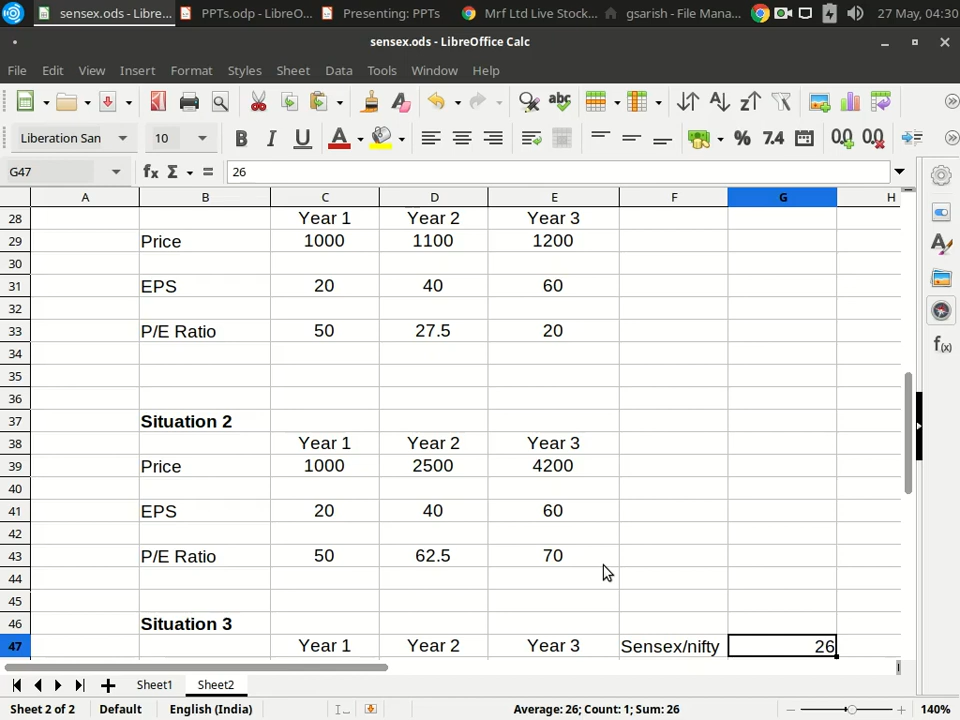 sensex.ods - Libre...
PPTs.odp - LibreO...
Presenting: PPTS
Mrf Ltd Live Stock...
gsarish - File Mana...
27 May, 04:30
sensex.ods - LibreOffice Calc
File Edit View Insert Format Styles Sheet Data Tools Window Help
Liberation San 10
G47 26
A B C D E F G H
28 Year 1 Year 2 Year 3
29 Price 1000 1100 1200
30
31 EPS 20 40 60
32
33 P/E Ratio 50 27.5 20
34
35
36
37 Situation 2
38 Year 1 Year 2 Year 3
39 Price 1000 2500 4200
40
41 EPS 20 40 60
42
43 P/E Ratio 50 62.5 70
44
45
46 Situation 3
47 Year 1 Year 2 Year 3 Sensex/nifty 26
Sheet1 Sheet2
Sheet 2 of 2 Default English (India) Average: 26; Count: 1; Sum: 26 140%